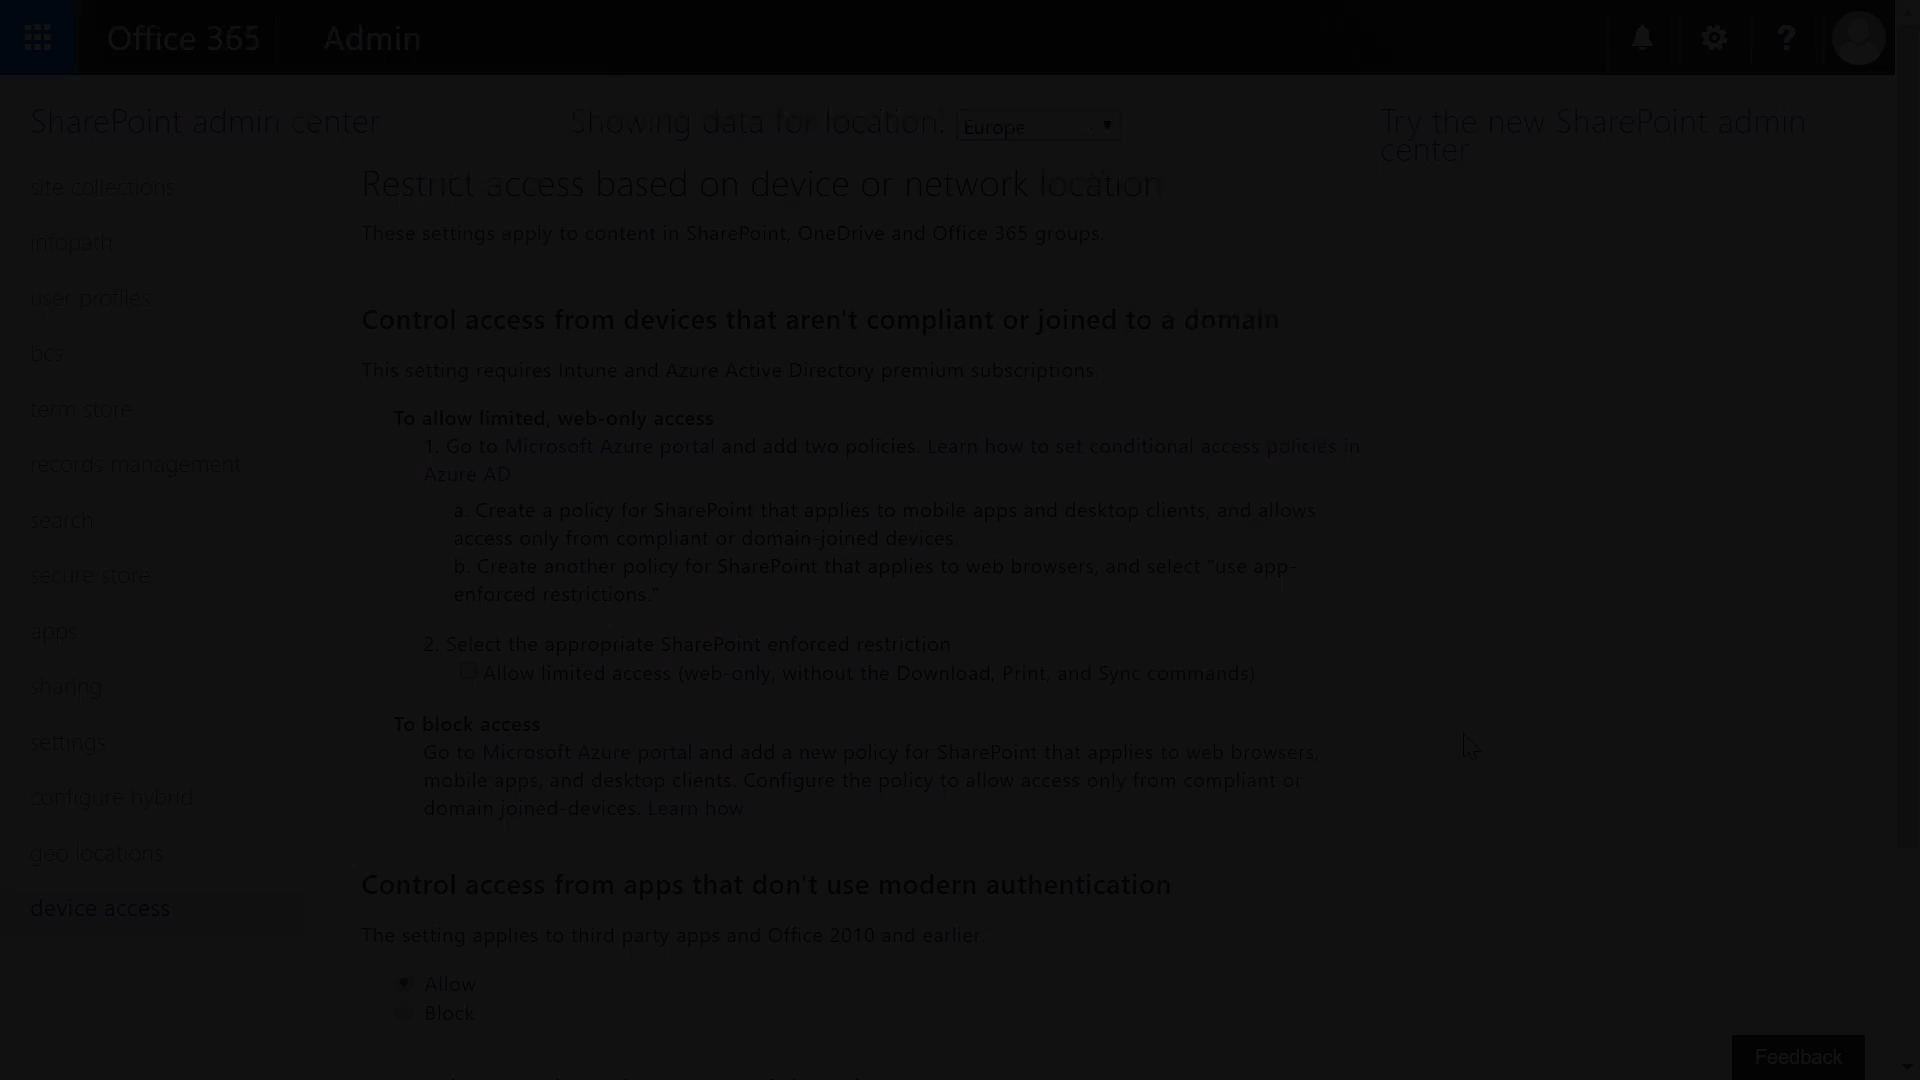 Office 365
Admin
SharePoint admin center
Showing data for location:
Europe
Try the new SharePoint admin
center
site collections
infopath
user profiles
bcs
term store
records management
search
secure store
apps
sharing
settings
configure hybrid
geo locations
device access
Restrict access based on device or network location
These settings apply to content in SharePoint, OneDrive and Office 365 groups.
Control access from devices that aren't compliant or joined to a domain
This setting requires Intune and Azure Active Directory premium subscriptions
To allow limited, web-only access
1. Go to Microsoft Azure portal and add two policies. Learn how to set conditional access policies in
Azure AD
a. Create a policy for SharePoint that applies to mobile apps and desktop clients, and allows
access only from compliant or domain-joined devices.
b. Create another policy for SharePoint that applies to web browsers, and select "use app-
enforced restrictions."
2. Select the appropriate SharePoint enforced restriction
Allow limited access (web-only, without the Download, Print, and Sync commands)
To block access
Go to Microsoft Azure portal and add a new policy for SharePoint that applies to web browsers,
mobile apps, and desktop clients. Configure the policy to allow access only from compliant or
domain joined-devices. Learn how
Control access from apps that don't use modern authentication
The setting applies to third party apps and Office 2010 and earlier.
Allow
Block
Feedback